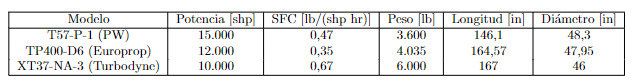 Modelo Potencia [shp] SFC [lb/(shp hr)] Peso [lb] Longitud [in] Diámetro [in]
T57-P-1 (PW) 15.000 0,47 3.600 146,1 48,3
TP400-D6 (Europrop) 12.000 0,35 4.035 164,57 47,95
XT37-NA-3 (Turbodyne) 10.000 0,67 6.000 167 46